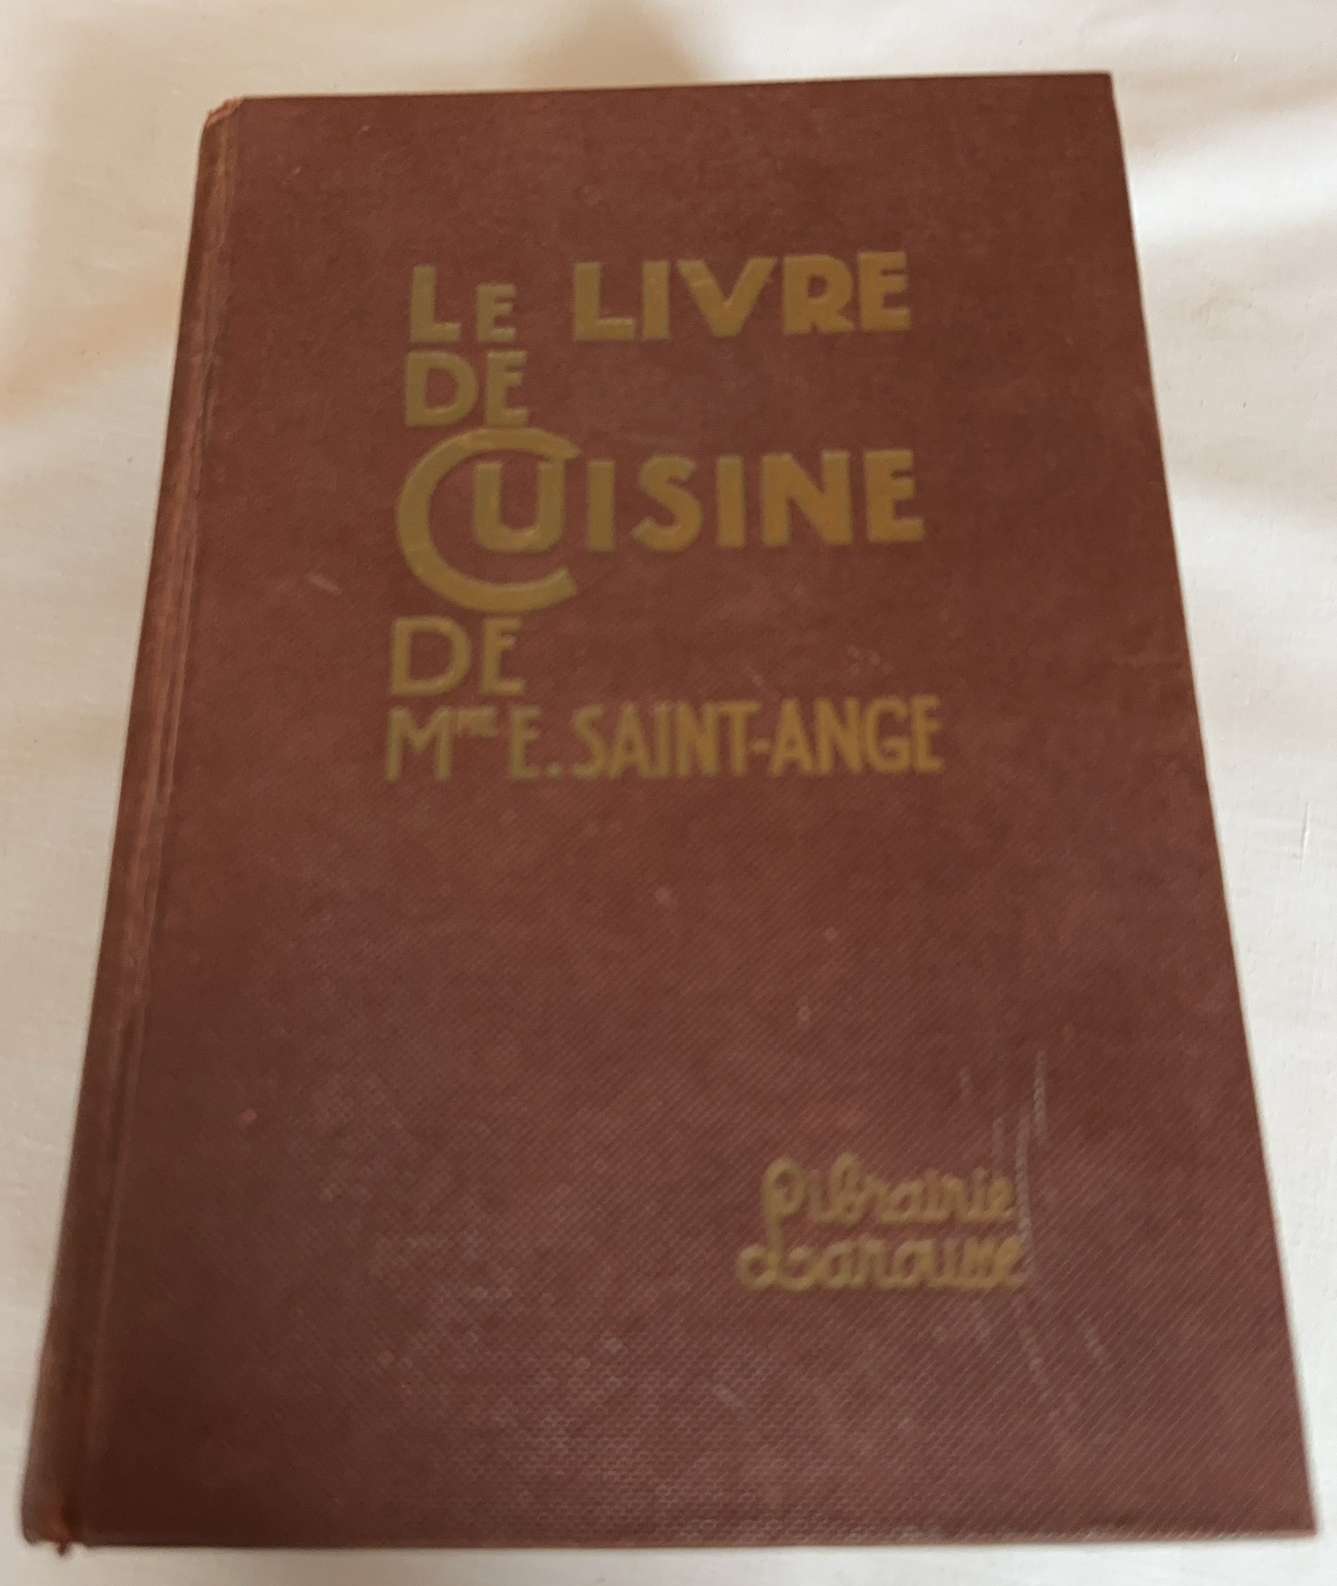 LE LIVRE
DE
CUISINE
DE
Mme E. SAINT-ANGE
Librairie
Larousse